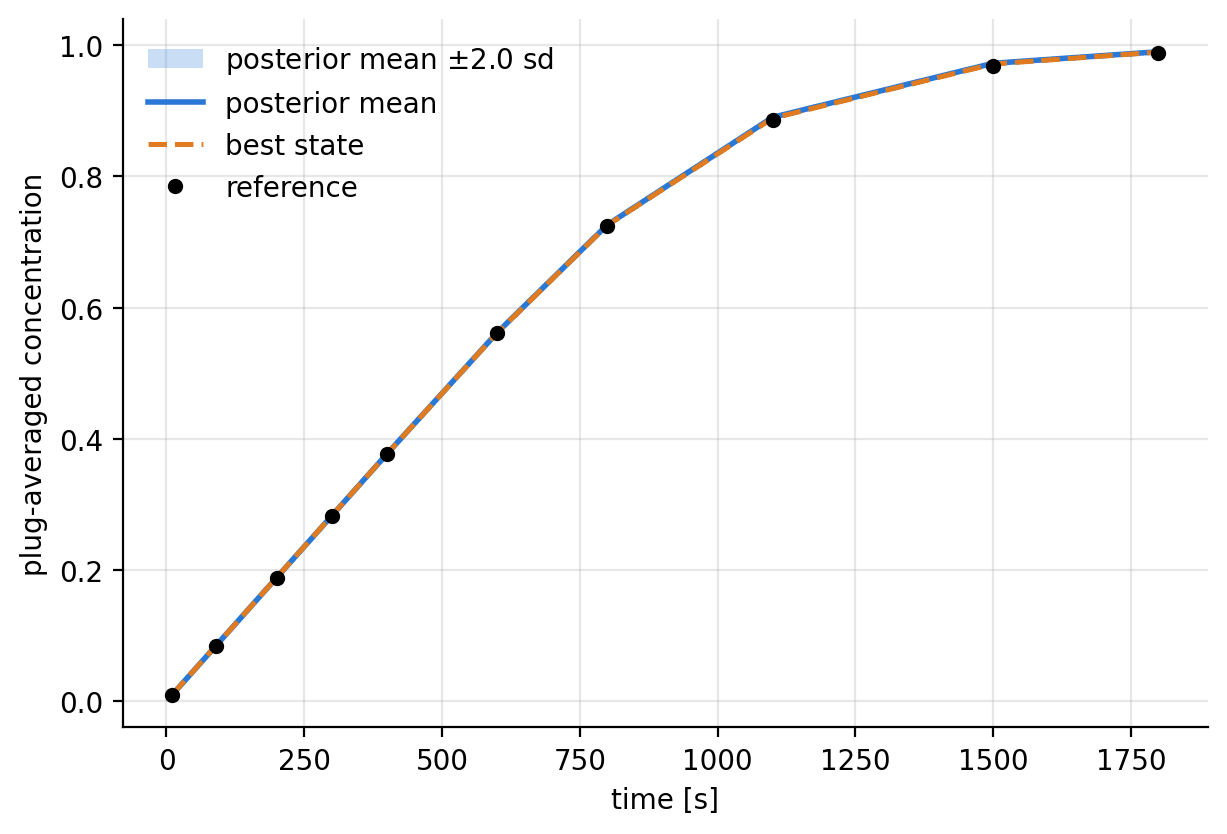 posterior mean ±2.0 sd
posterior mean
best state
reference
1.0
0.8
0.6
0.4
0.2
0.0
plug-averaged concentration
0 250 500 750 1000 1250 1500 1750
time [s]